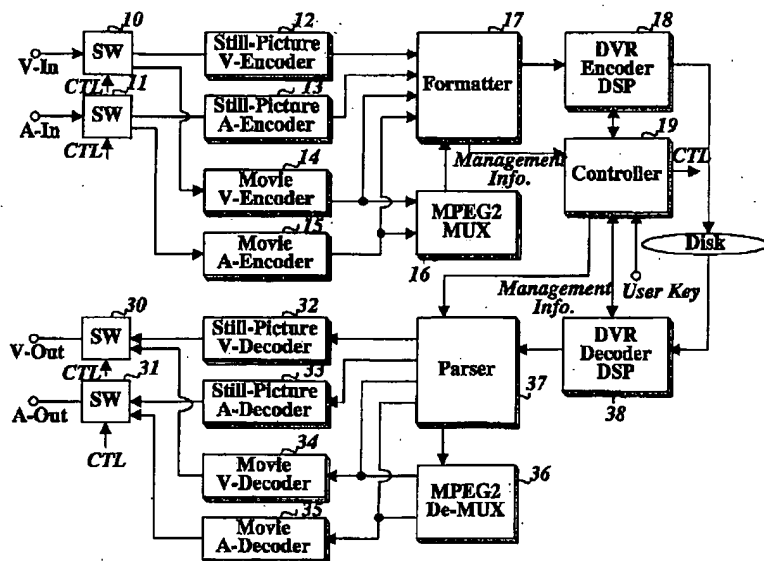 10
12
17
18
V-In
SW
Still-Picture
V-Encoder
Formatter
DVR
Encoder
DSP
CTL
11
13
A-In
SW
Still-Picture
A-Encoder
19
CTL
14
Management
Info.
Controller
CTL
Movie
V-Encoder
MPEG2
MUX
15
Movie
A-Encoder
16
Disk
30
32
Management
Info.
User Key
V-Out
SW
Still-Picture
V-Decoder
Parser
DVR
Decoder
DSP
CTL
31
33
37
A-Out
SW
Still-Picture
A-Decoder
38
CTL
34
36
Movie
V-Decoder
MPEG2
De-MUX
35
Movie
A-Decoder